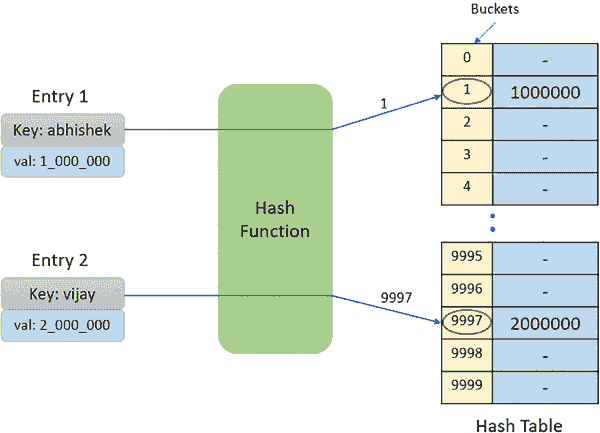 Buckets
Entry 1
Key: abhishek
val: 1_000_000
Entry 2
Key: vijay
val: 2_000_000
Hash
Function
1
9997
0 -
1 1000000
2 -
3 -
4 -
9995 -
9996 -
9997 2000000
9998 -
9999 -
Hash Table